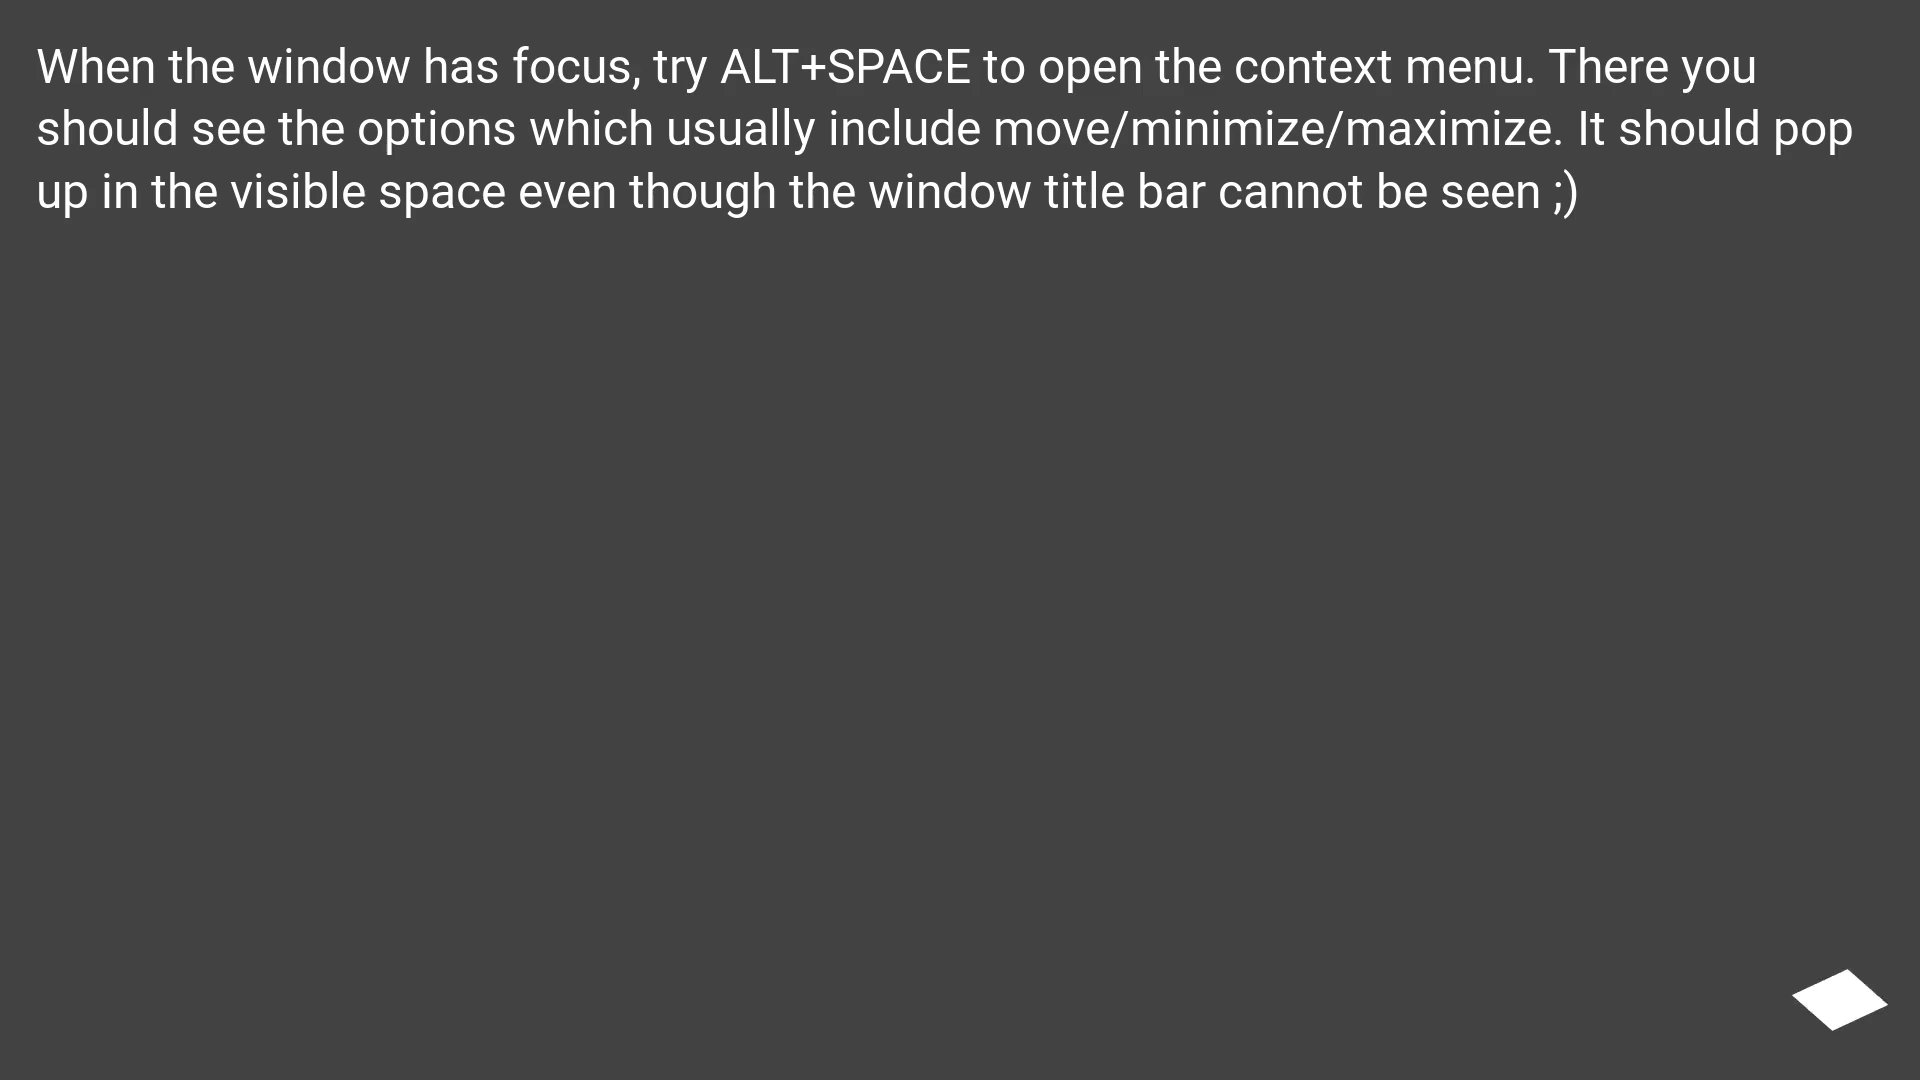 When the window has focus, try ALT+SPACE to open the context menu. There you
should see the options which usually include move/minimize/maximize. It should pop
up in the visible space even though the window title bar cannot be seen ;)